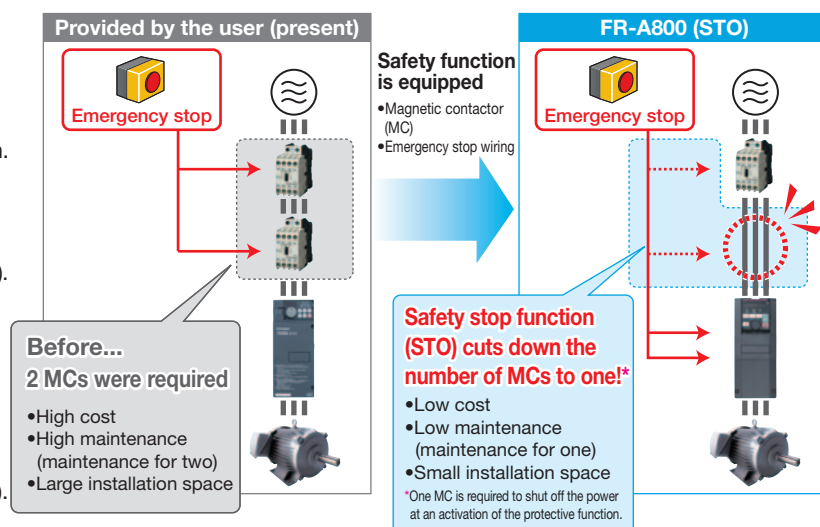 Provided by the user (present)
Emergency stop
Before...
2 MCs were required
•High cost
•High maintenance
(maintenance for two)
•Large installation space
Safety function
is equipped
•Magnetic contactor
(MC)
•Emergency stop wiring
FR-A800 (STO)
Emergency stop
Safety stop function
(STO) cuts down the
number of MCs to one!*
•Low cost
•Low maintenance
(maintenance for one)
•Small installation space
*One MC is required to shut off the power
at an activation of the protective function.